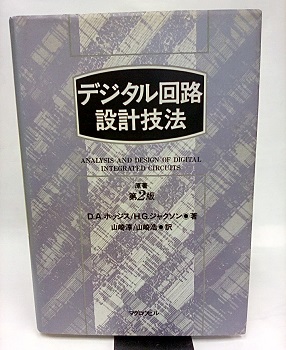 デジタル回路
設計技法
ANALYSIS AND DESIGN OF DIGITAL
INTEGRATED CIRCUITS
原著
第2版
D.A.ホッジス/H.G.ジャクソン●著
山崎淳/山崎浩●訳
マグロウヒル